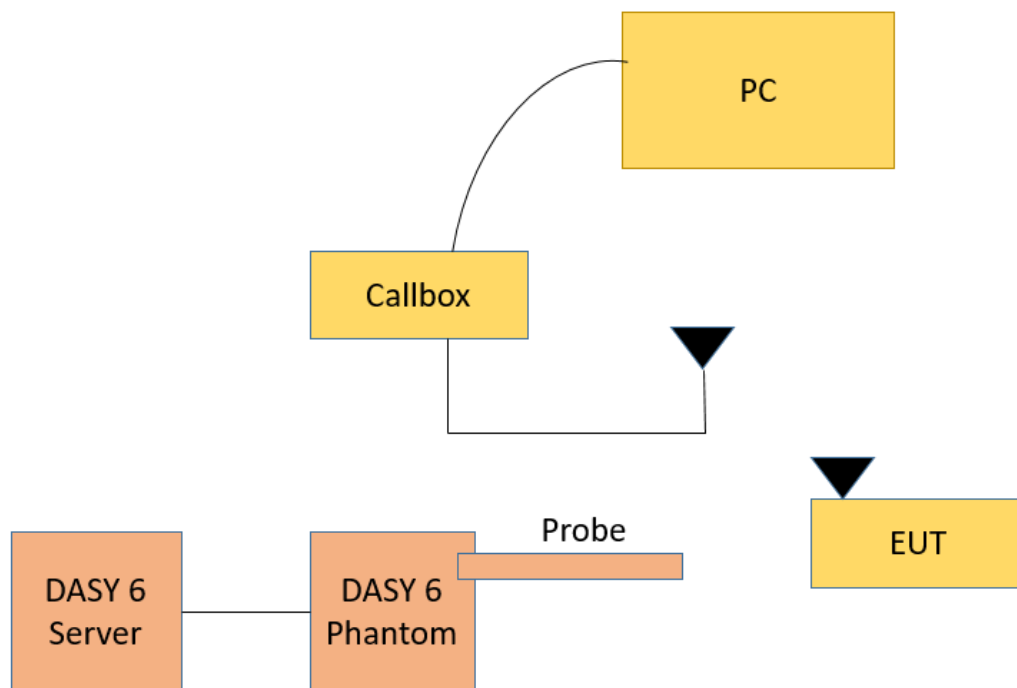 PC
Callbox
Probe
EUT
DASY 6
Server
DASY 6
Phantom